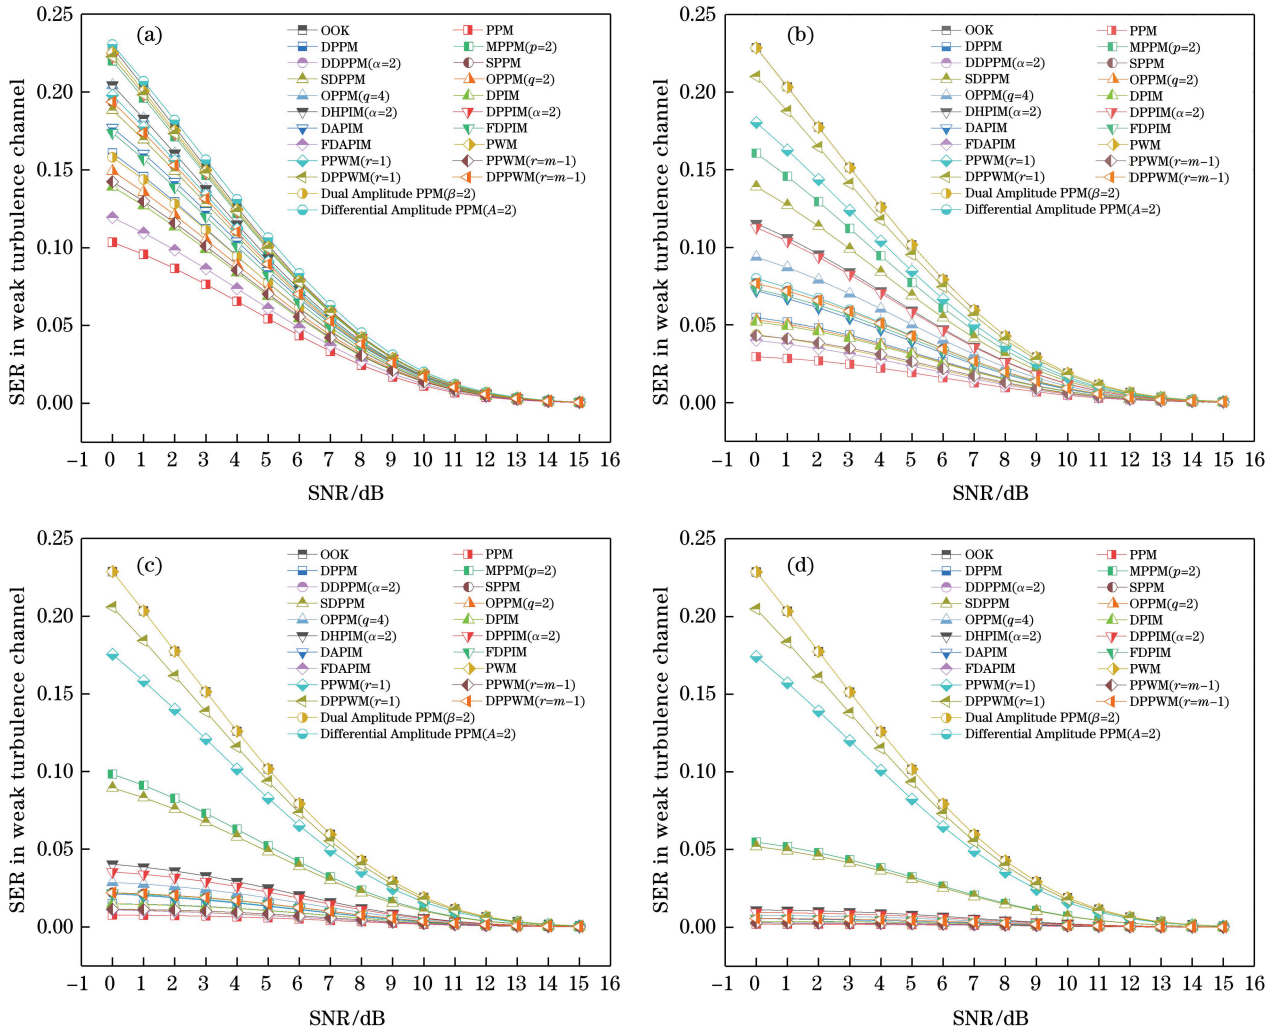 (a)
SER in weak turbulence channel
0.25
0.20
0.15
0.10
0.05
0.00
OOK PPM
DPPM MPPM(p=2)
DDPPM(α=2) SPPM
SDPPM OPPM(q=2)
OPPM(q=4) DPIM
DHPIM(α=2) DPPIM(α=2)
DAPIM FDPIM
FDAPIM PWM
PPWM(r=1) PPWM(r=m−1)
DPPWM(r=1) DPPWM(r=m−1)
Dual Amplitude PPM(β=2)
Differential Amplitude PPM(A=2)
−1 0 1 2 3 4 5 6 7 8 9 10 11 12 13 14 15 16
SNR/dB
(b)
SER in weak turbulence channel
0.25
0.20
0.15
0.10
0.05
0.00
OOK PPM
DPPM MPPM(p=2)
DDPPM(α=2) SPPM
SDPPM OPPM(q=2)
OPPM(q=4) DPIM
DHPIM(α=2) DPPIM(α=2)
DAPIM FDPIM
FDAPIM PWM
PPWM(r=1) PPWM(r=m−1)
DPPWM(r=1) DPPWM(r=m−1)
Dual Amplitude PPM(β=2)
Differential Amplitude PPM(A=2)
−1 0 1 2 3 4 5 6 7 8 9 10 11 12 13 14 15 16
SNR/dB
(c)
SER in weak turbulence channel
0.25
0.20
0.15
0.10
0.05
0.00
OOK PPM
DPPM MPPM(p=2)
DDPPM(α=2) SPPM
SDPPM OPPM(q=2)
OPPM(q=4) DPIM
DHPIM(α=2) DPPIM(α=2)
DAPIM FDPIM
FDAPIM PWM
PPWM(r=1) PPWM(r=m−1)
DPPWM(r=1) DPPWM(r=m−1)
Dual Amplitude PPM(β=2)
Differential Amplitude PPM(A=2)
−1 0 1 2 3 4 5 6 7 8 9 10 11 12 13 14 15 16
SNR/dB
(d)
SER in weak turbulence channel
0.25
0.20
0.15
0.10
0.05
0.00
OOK PPM
DPPM MPPM(p=2)
DDPPM(α=2) SPPM
SDPPM OPPM(q=2)
OPPM(q=4) DPIM
DHPIM(α=2) DPPIM(α=2)
DAPIM FDPIM
FDAPIM PWM
PPWM(r=1) PPWM(r=m−1)
DPPWM(r=1) DPPWM(r=m−1)
Dual Amplitude PPM(β=2)
Differential Amplitude PPM(A=2)
−1 0 1 2 3 4 5 6 7 8 9 10 11 12 13 14 15 16
SNR/dB